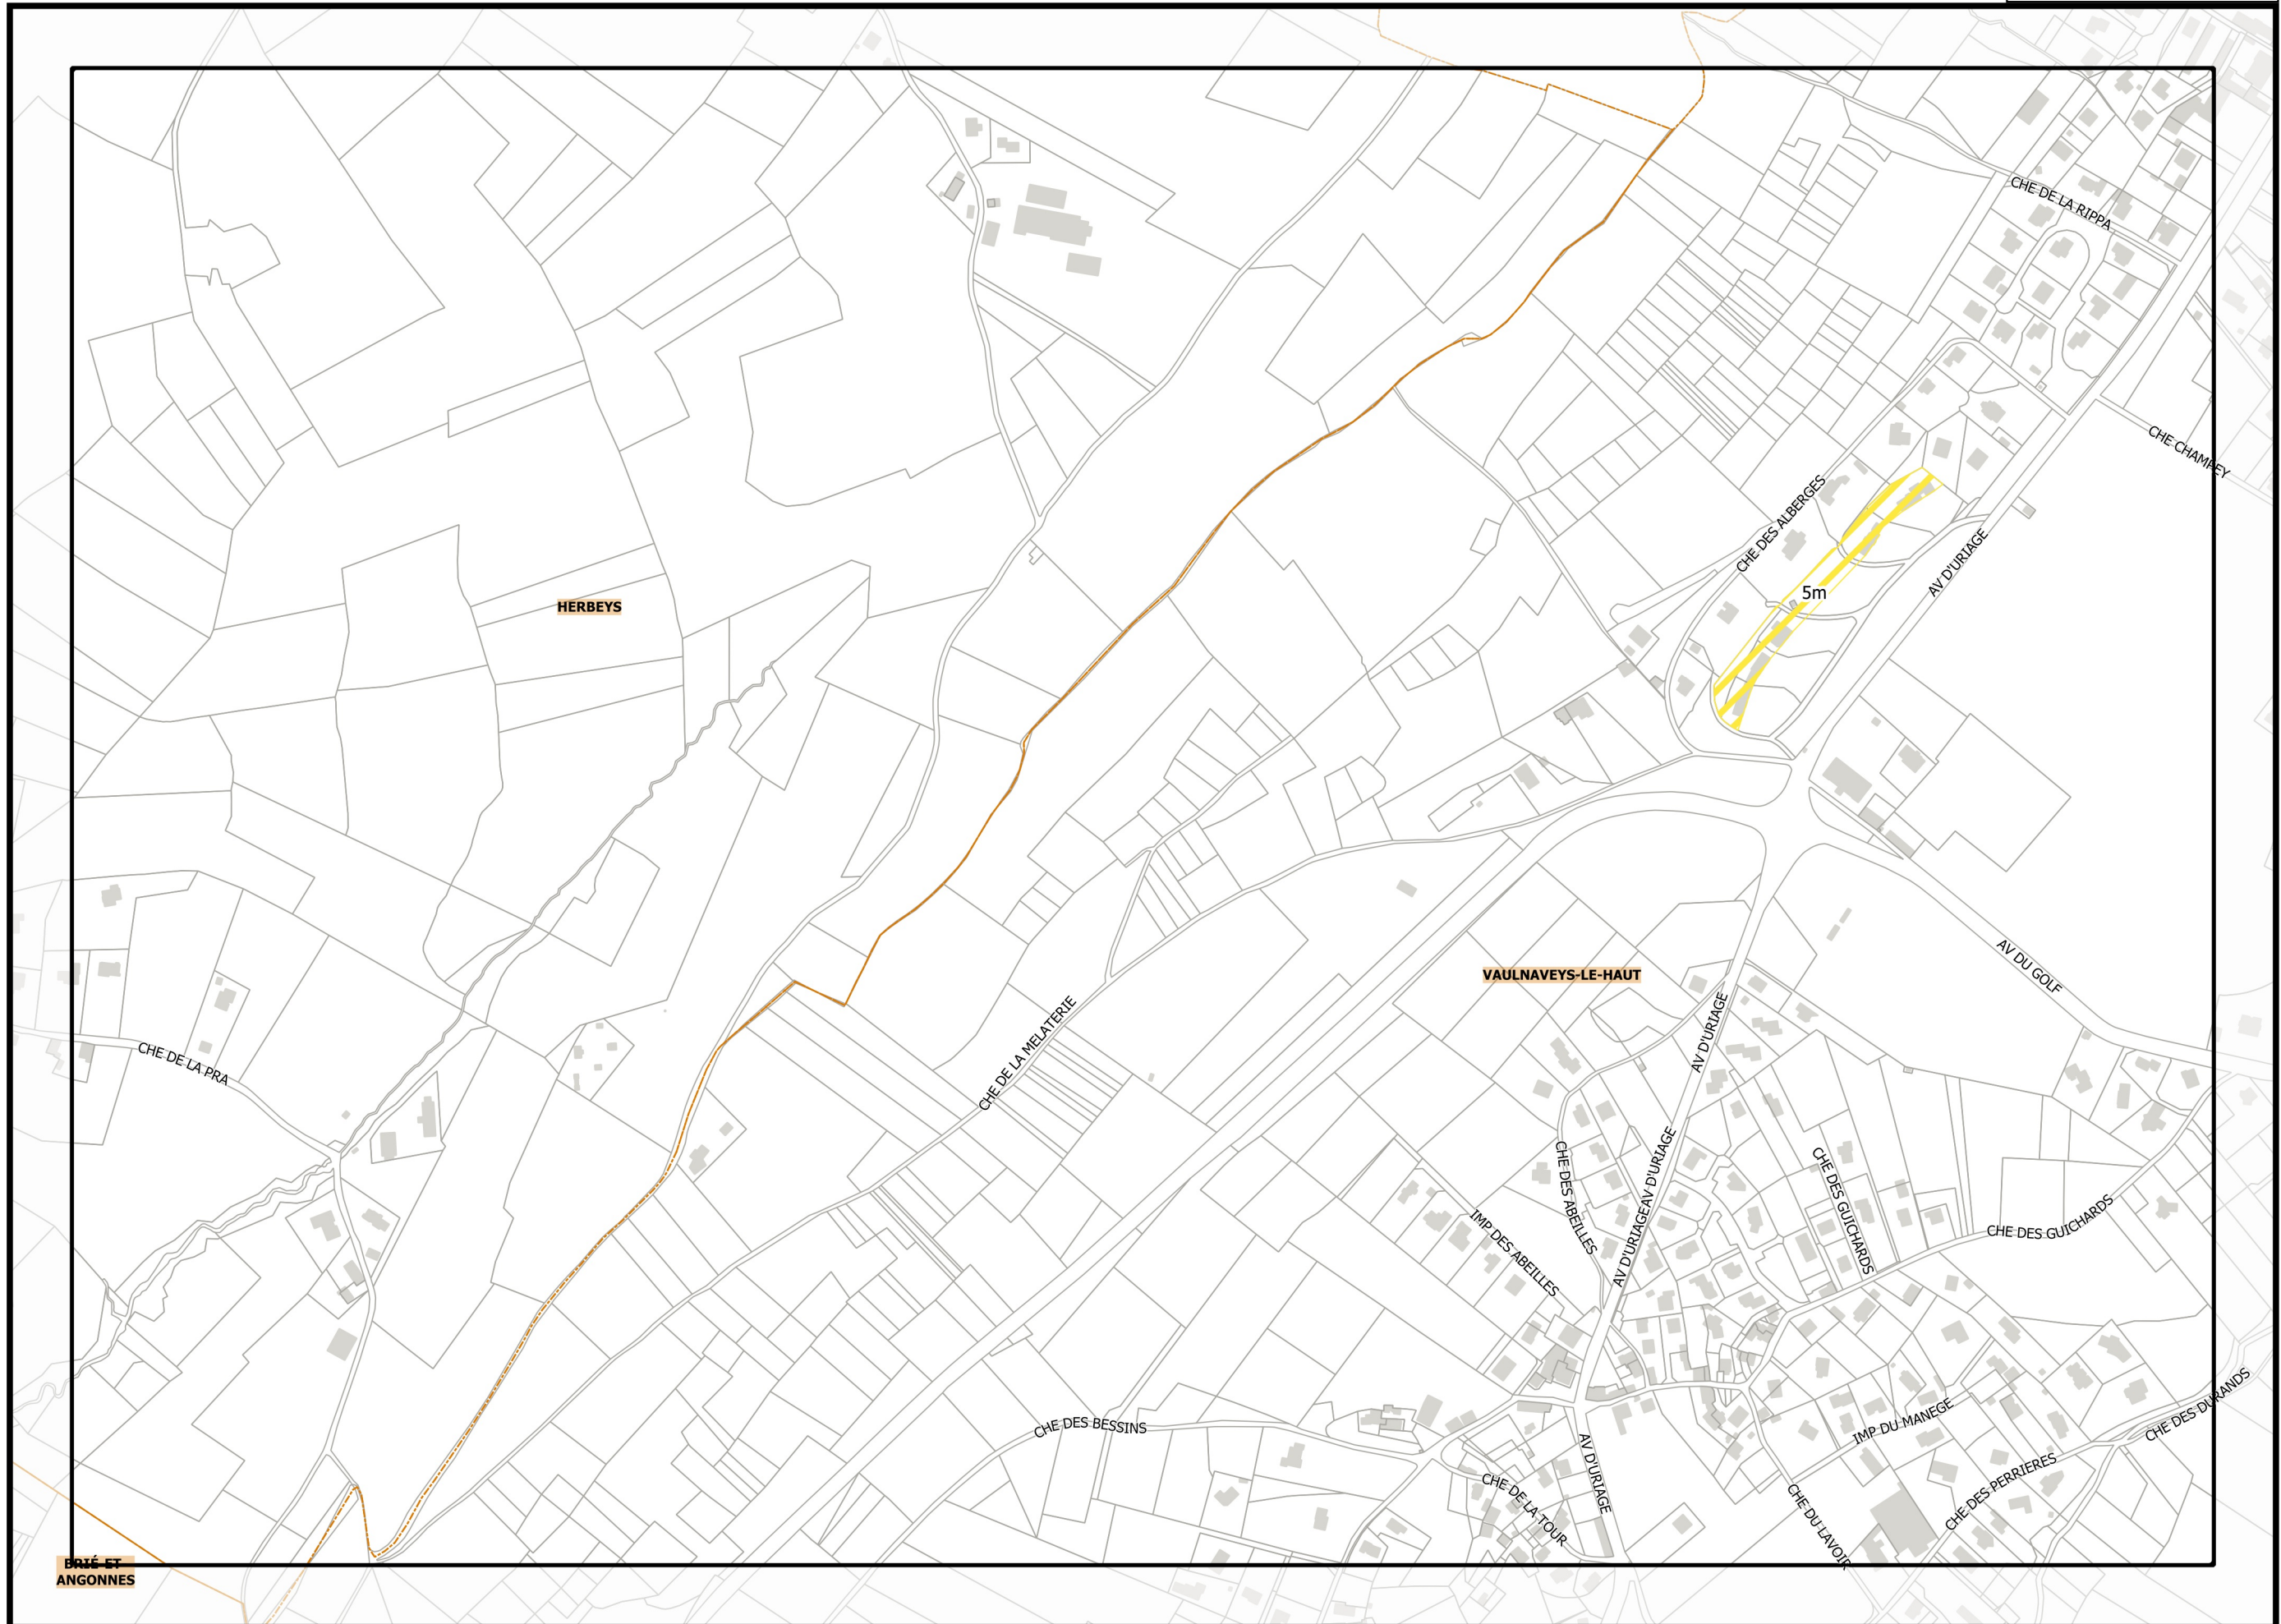 CHE DE LA RIPPA
CHE CHAMPEY
CHE DES ALBERGES
AV D'URIAGE
5m
HERBEYS
VAULNAVEYS-LE-HAUT
AV DU GOLF
CHE DE LA MELATERIE
AV D'URIAGE
CHE DE LA PRA
CHE DES ABEILLES
AV D'URIAGE
AV D'URIAGE
CHE DES GUICHARDS
CHE DES GUICHARDS
IMP DES ABEILLES
CHE DES DURANDS
CHE DES BESSINS
IMP DU MANEGE
AV D'URIAGE
CHE DE LA TOUR
CHE DES PERRIERES
CHE DU LAVOIR
BRIÉ-ET-
ANGONNES